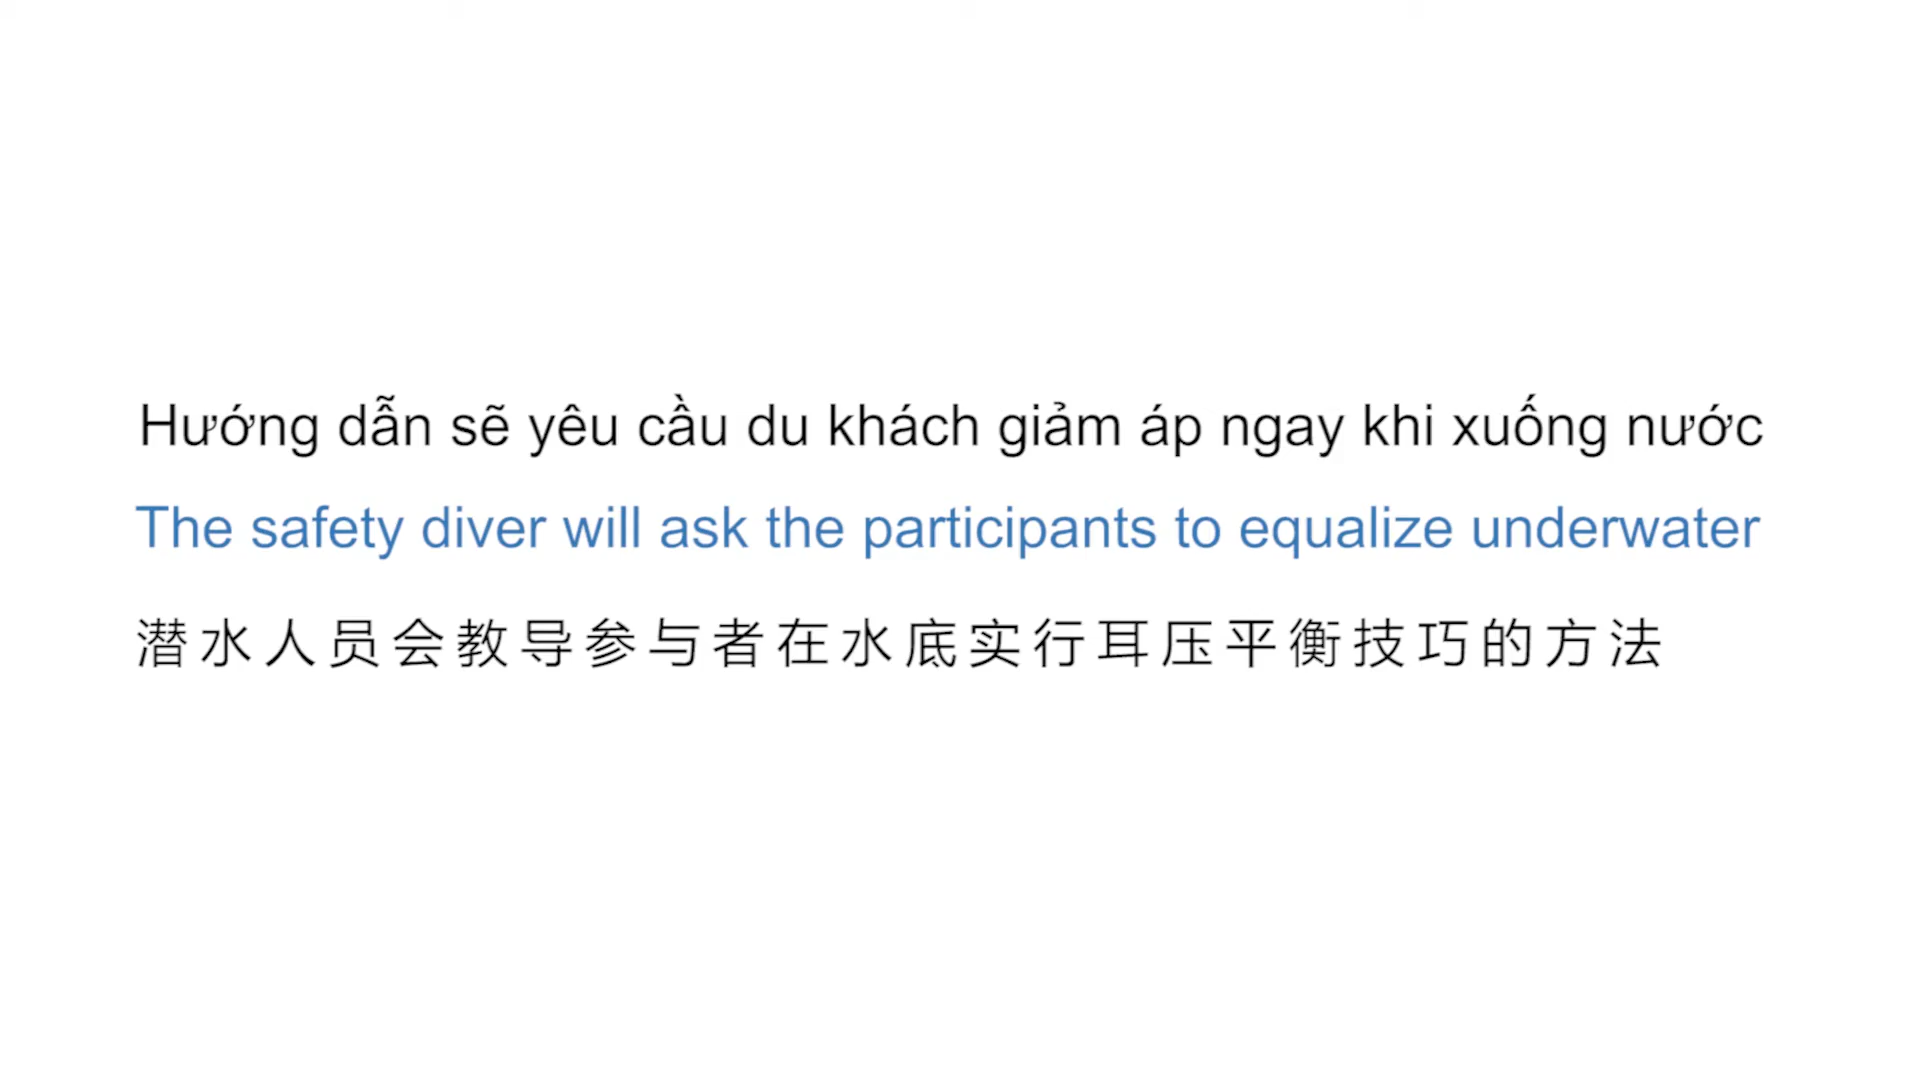 Hướng dẫn sẽ yêu cầu du khách giảm áp ngay khi xuống nước
The safety diver will ask the participants to equalize underwater
潜水人员会教导参与者在水底实行耳压平衡技巧的方法